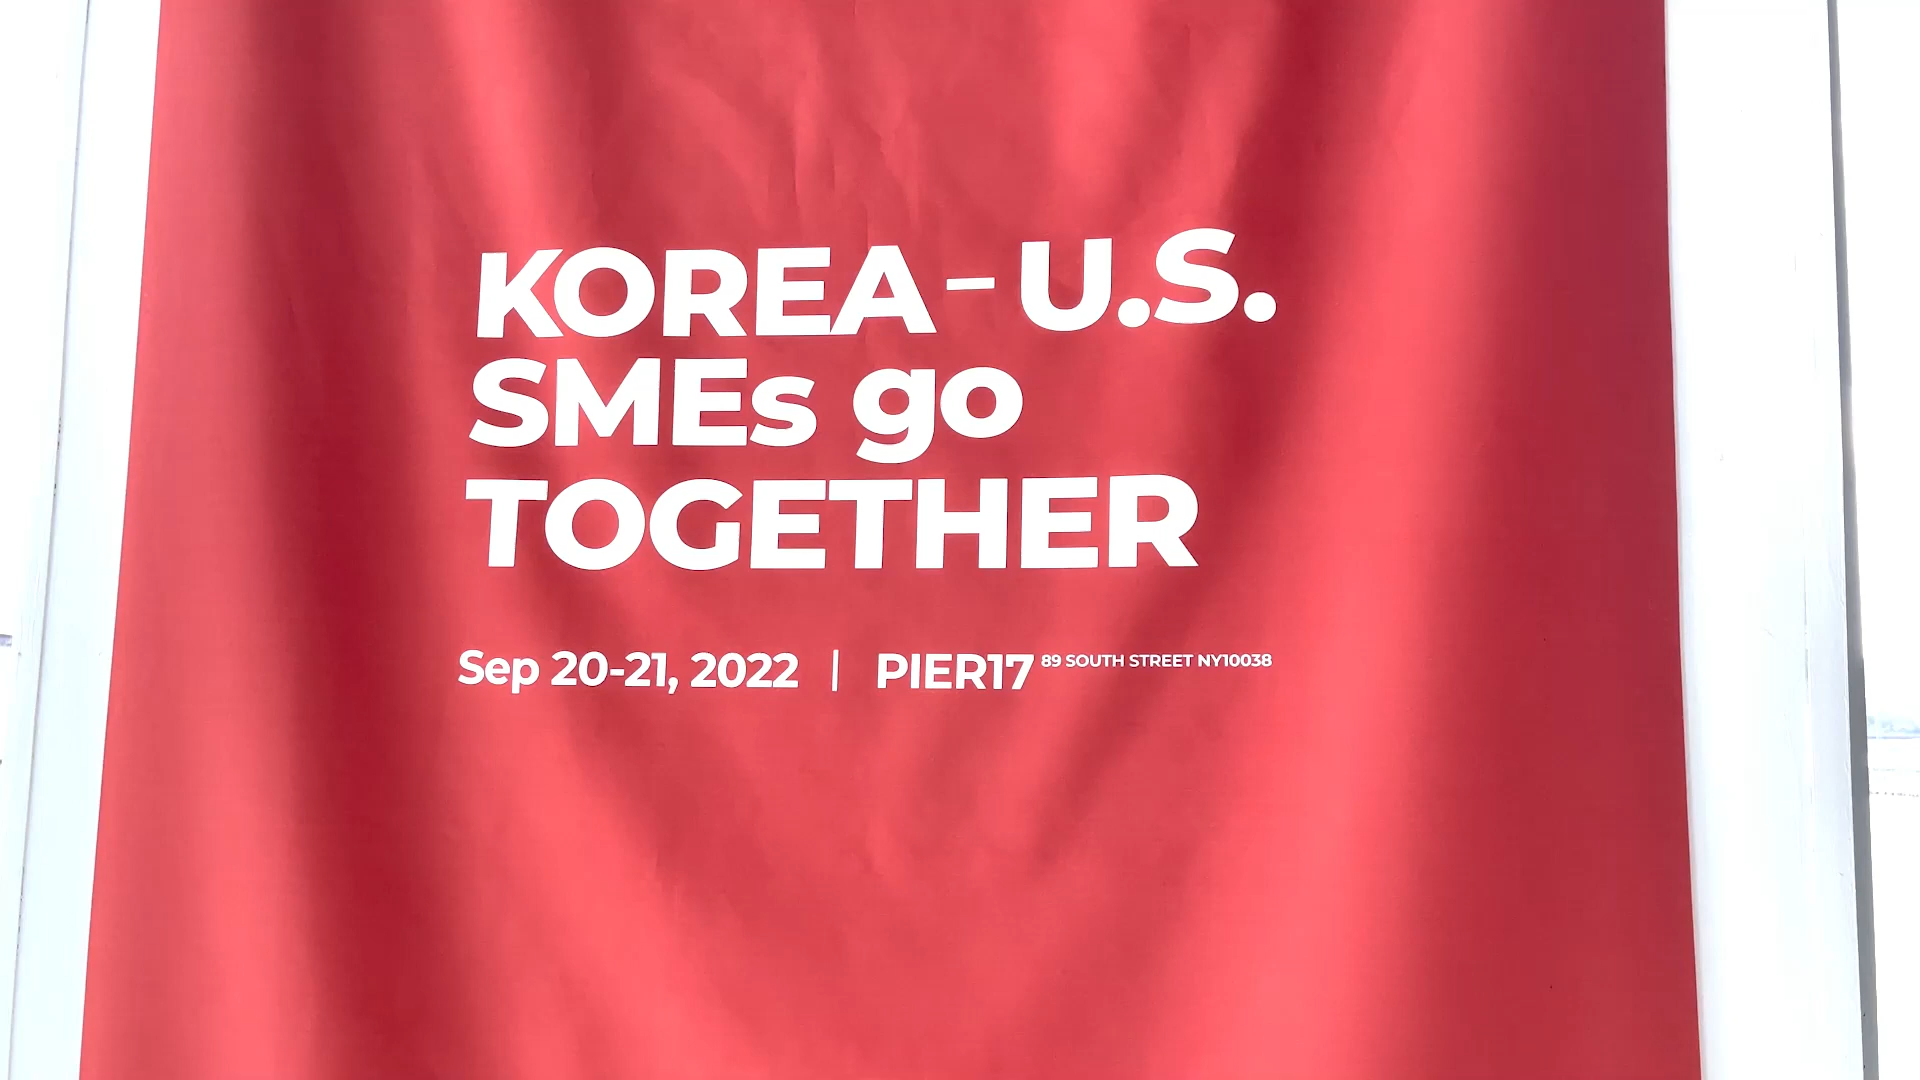 KOREA-U.S.
SMEs go
TOGETHER
Sep 20-21, 2022 | PIER17 89 SOUTH STREET NY10038